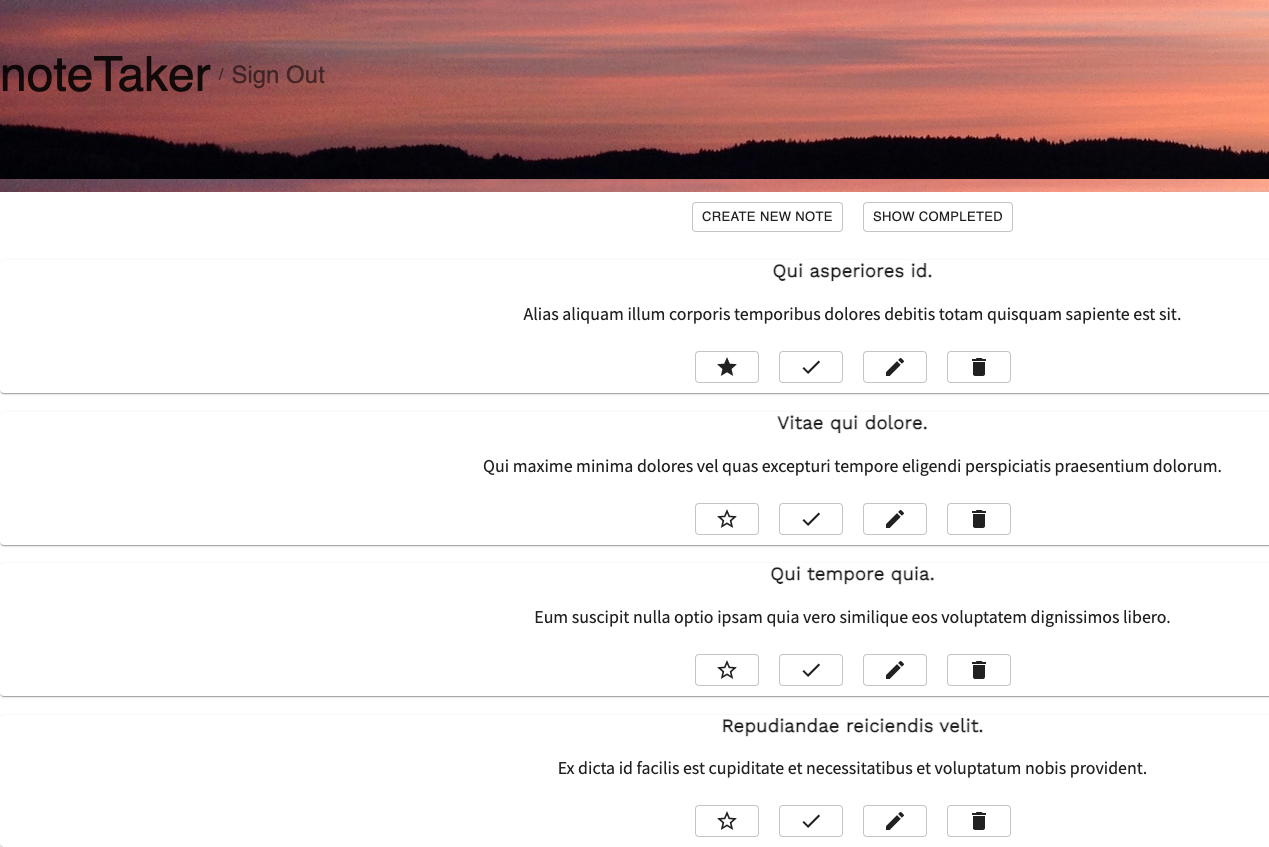 noteTaker / Sign Out
CREATE NEW NOTE SHOW COMPLETED
Qui asperiores id.
Alias aliquam illum corporis temporibus dolores debitis totam quisquam sapiente est sit.
Vitae qui dolore.
Qui maxime minima dolores vel quas excepturi tempore eligendi perspiciatis praesentium dolorum.
Qui tempore quia.
Eum suscipit nulla optio ipsam quia vero similique eos voluptatem dignissimos libero.
Repudiandae reiciendis velit.
Ex dicta id facilis est cupiditate et necessitatibus et voluptatum nobis provident.